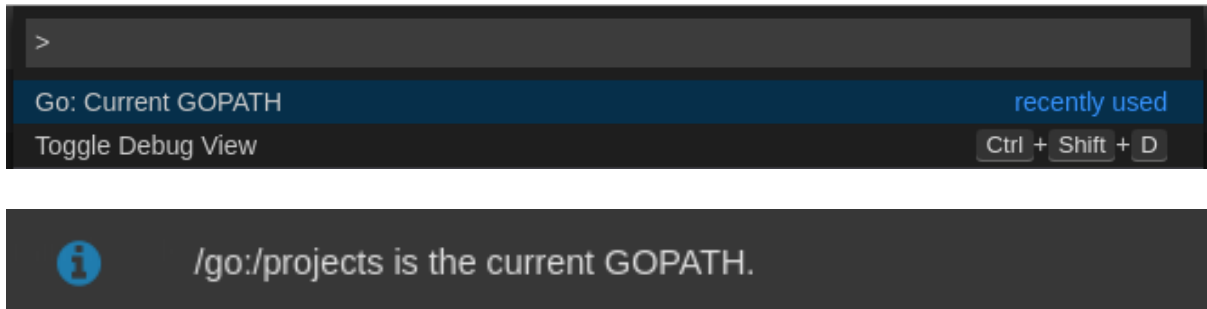 >
Go: Current GOPATH recently used
Toggle Debug View Ctrl + Shift + D
/go:/projects is the current GOPATH.